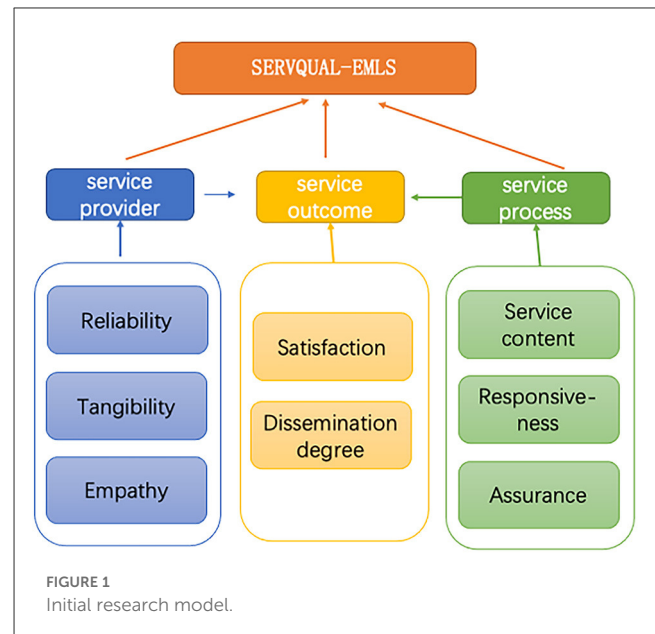 SERVQUAL-EMLS
service
provider
service
outcome
service
process
Reliability
Tangibility
Empathy
Satisfaction
Dissemination
degree
Service
content
Responsive-
ness
Assurance
FIGURE 1
Initial research model.